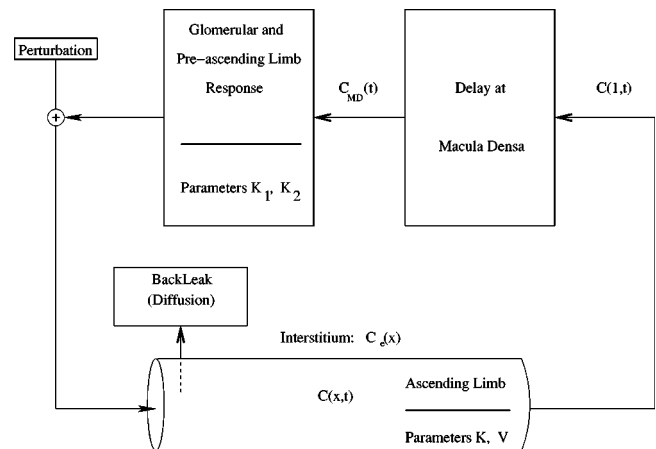 Perturbation
+
Glomerular and
Pre-ascending Limb
Response
Parameters K1, K2
CMD(t)
Delay at
Macula Densa
C(1,t)
BackLeak
(Diffusion)
Interstitium: Ce(x)
C(x,t)
Ascending Limb
Parameters K, V